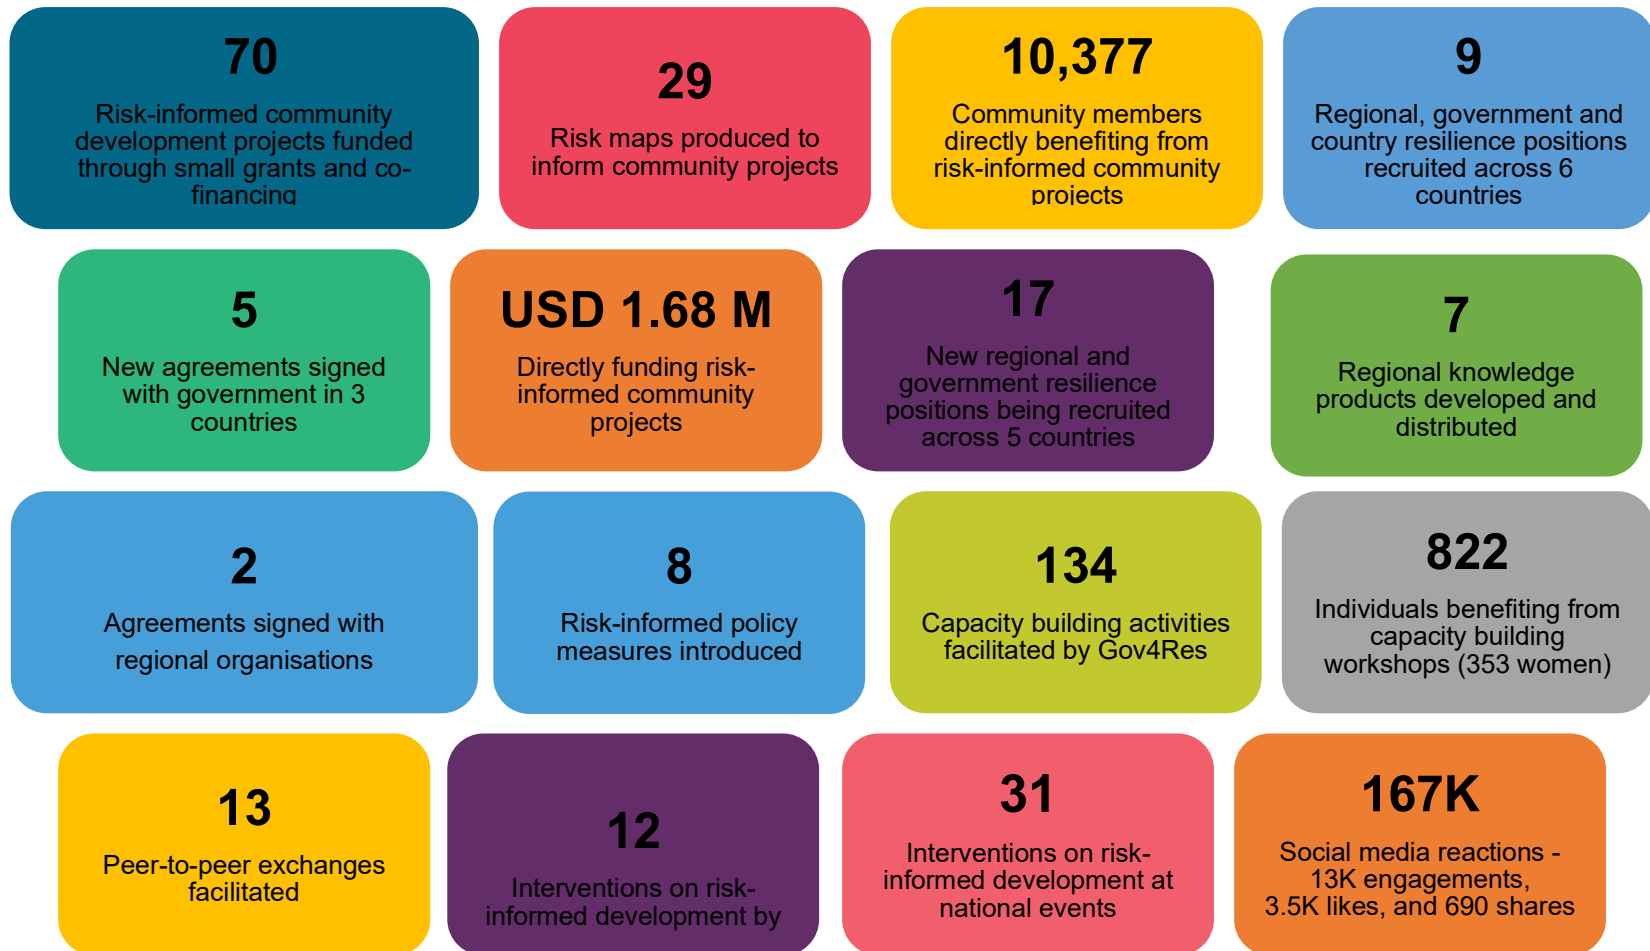 70
Risk-informed community
development projects funded
through small grants and co-
financing
29
Risk maps produced to
inform community projects
10,377
Community members
directly benefiting from
risk-informed community
projects
9
Regional, government and
country resilience positions
recruited across 6
countries
5
New agreements signed
with government in 3
countries
USD 1.68 M
Directly funding risk-
informed community
projects
17
New regional and
government resilience
positions being recruited
across 5 countries
7
Regional knowledge
products developed and
distributed
2
Agreements signed with
regional organisations
8
Risk-informed policy
measures introduced
134
Capacity building activities
facilitated by Gov4Res
822
Individuals benefiting from
capacity building
workshops (353 women)
13
Peer-to-peer exchanges
facilitated
12
Interventions on risk-
informed development by
31
Interventions on risk-
informed development at
national events
167K
Social media reactions -
13K engagements,
3.5K likes, and 690 shares